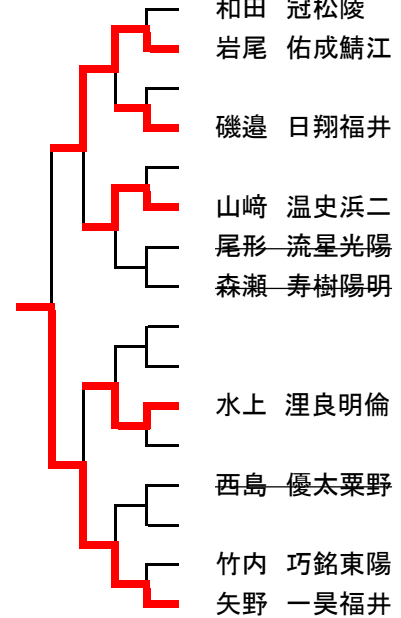 和田 冠松陵
岩尾 佑成鯖江
磯邉 日翔福井
山﨑 温史浜二
尾形 流星光陽
森瀬 寿樹陽明
水上 浬良明倫
西島 優太粟野
竹内 巧銘東陽
矢野 一昊福井